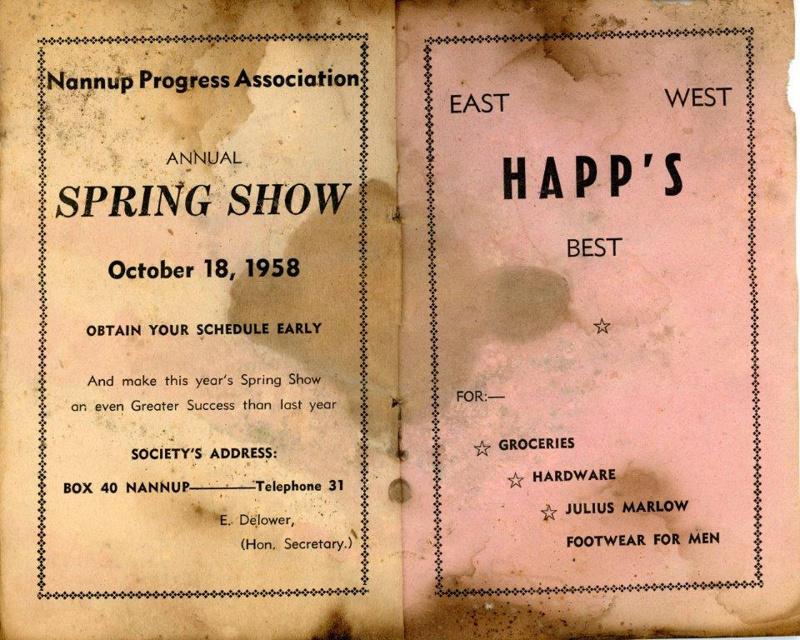 Nannup Progress Association
ANNUAL
SPRING SHOW
October 18, 1958
OBTAIN YOUR SCHEDULE EARLY
And make this year's Spring Show
an even Greater Success than last year
SOCIETY'S ADDRESS:
BOX 40 NANNUP————Telephone 31
E. Delower,
(Hon. Secretary.)
EAST WEST
HAPP'S
BEST
☆
FOR:—
☆ GROCERIES
☆ HARDWARE
☆ JULIUS MARLOW
FOOTWEAR FOR MEN